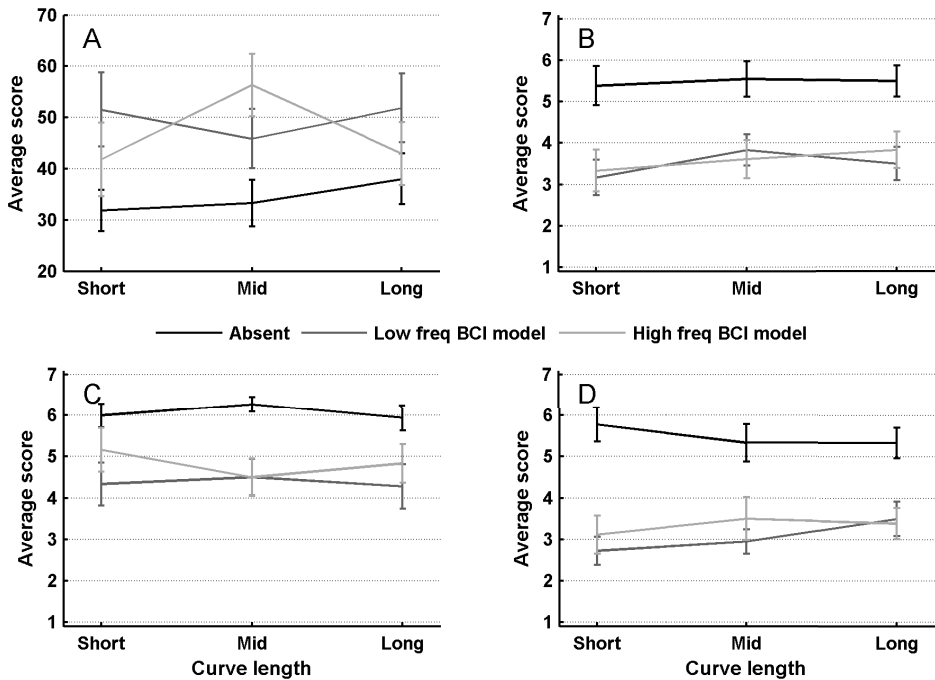 A
Average score
70
60
50
40
30
20
Short Mid Long
B
Average score
7
6
5
4
3
2
1
Short Mid Long
Absent Low freq BCI model High freq BCI model
C
Average score
7
6
5
4
3
2
1
Short Mid Long
Curve length
D
Average score
7
6
5
4
3
2
1
Short Mid Long
Curve length